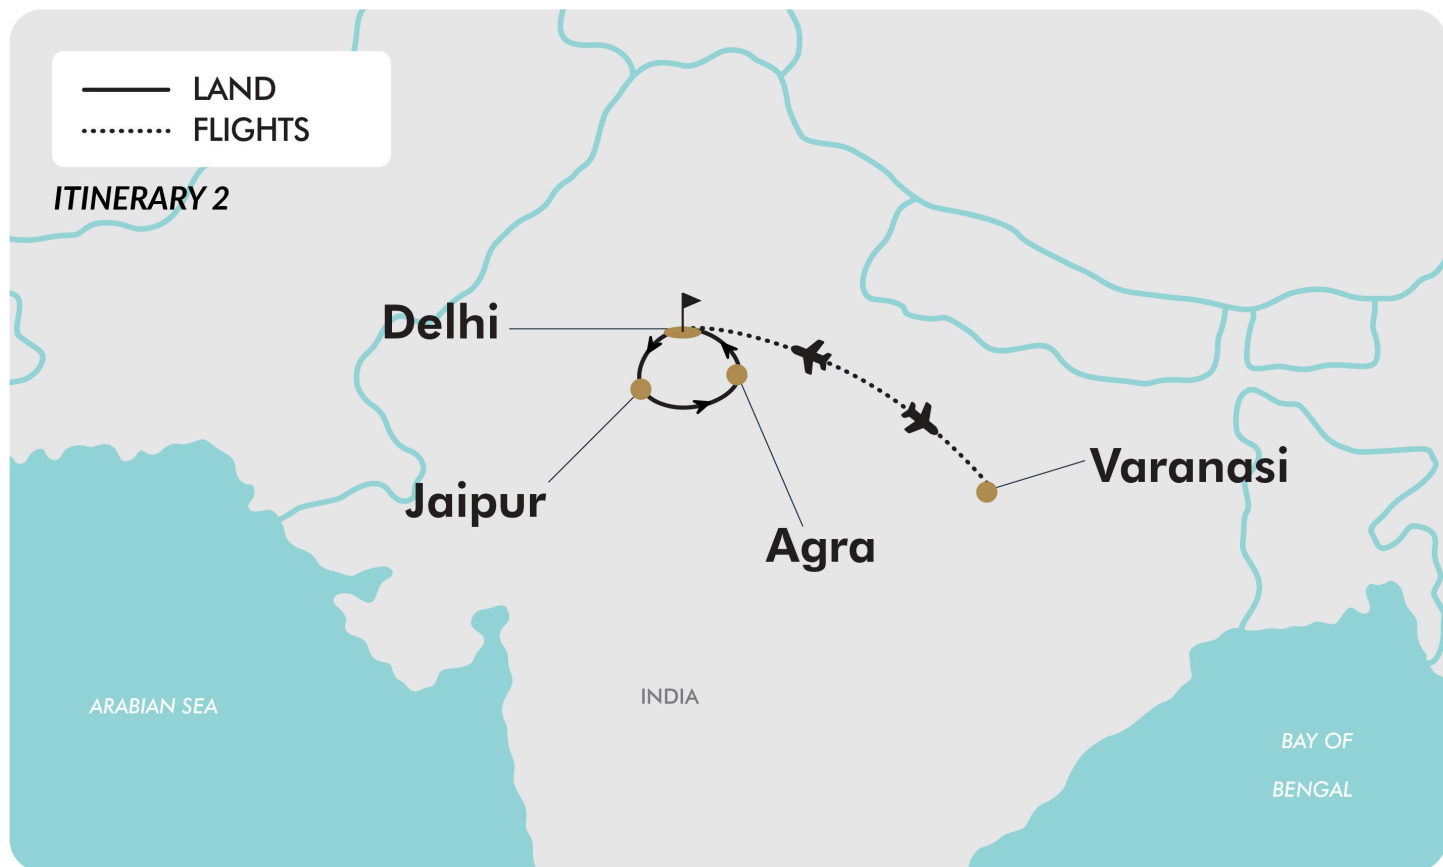 LAND
FLIGHTS
ITINERARY 2
Delhi
Varanasi
Jaipur
Agra
INDIA
ARABIAN SEA
BAY OF
BENGAL